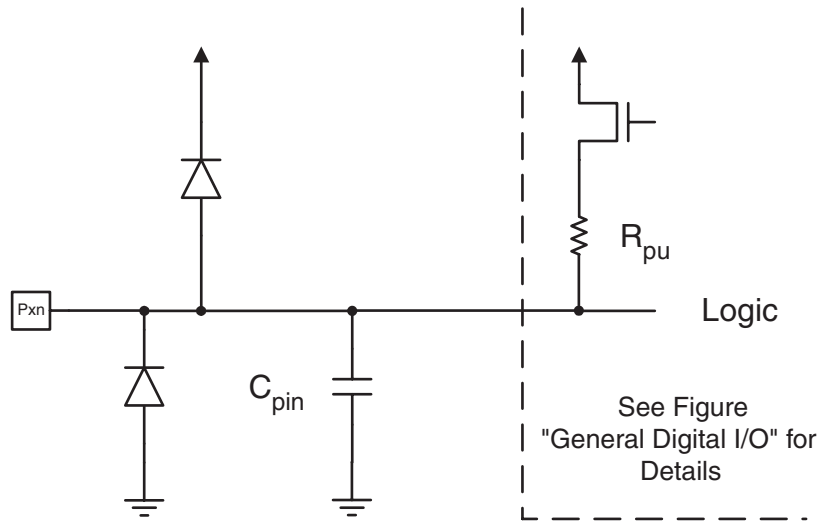 R_pu
Pxn
Logic
C_pin
See Figure
"General Digital I/O" for
Details